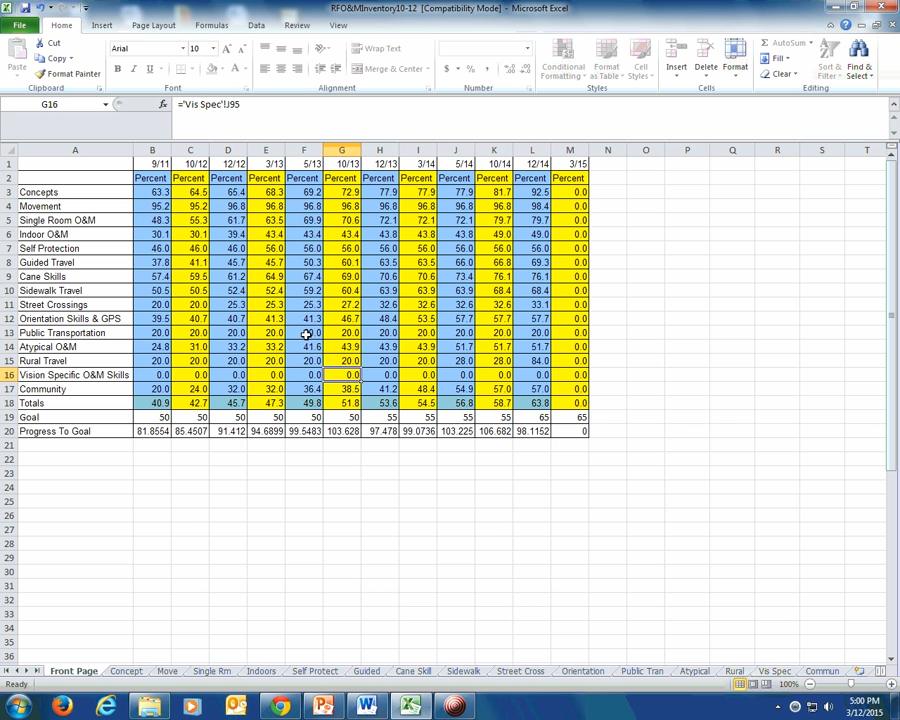 RFO&MInventory10-12 [Compatibility Mode] - Microsoft Excel
File Home Insert Page Layout Formulas Data Review View
Cut
Copy
Format Painter
Paste
Clipboard
Arial 10
Font
Wrap Text
Merge & Center
Alignment
Number
Conditional Formatting
Format as Table
Cell Styles
Styles
Insert Delete Format
Cells
AutoSum
Fill
Clear
Sort & Filter
Find & Select
Editing
G16 fx ='Vis Spec'!J95
A B C D E F G H I J K L M N O P Q R S T
1 9/11 10/12 12/12 3/13 5/13 10/13 12/13 3/14 5/14 10/14 12/14 3/15
2 Percent Percent Percent Percent Percent Percent Percent Percent Percent Percent Percent Percent
3 Concepts 63.3 64.5 65.4 68.3 69.2 72.9 77.9 77.9 77.9 81.7 92.5 0.0
4 Movement 95.2 95.2 96.8 96.8 96.8 96.8 96.8 96.8 96.8 96.8 98.4 0.0
5 Single Room O&M 48.3 55.3 61.7 63.5 69.9 70.6 72.1 72.1 72.1 79.7 79.7 0.0
6 Indoor O&M 30.1 30.1 39.4 43.4 43.4 43.4 43.8 43.8 43.8 49.0 49.0 0.0
7 Self Protection 46.0 46.0 46.0 56.0 56.0 56.0 56.0 56.0 56.0 56.0 56.0 0.0
8 Guided Travel 37.8 41.1 45.7 45.7 50.3 60.1 63.5 63.5 66.0 66.8 69.3 0.0
9 Cane Skills 57.4 59.5 61.2 64.9 67.4 69.0 70.6 70.6 73.4 76.1 76.1 0.0
10 Sidewalk Travel 50.5 50.5 52.4 52.4 59.2 60.4 63.9 63.9 63.9 68.4 68.4 0.0
11 Street Crossings 20.0 20.0 25.3 25.3 25.3 27.2 32.6 32.6 32.6 32.6 33.1 0.0
12 Orientation Skills & GPS 39.5 40.7 40.7 41.3 41.3 46.7 48.4 53.5 57.7 57.7 57.7 0.0
13 Public Transportation 20.0 20.0 20.0 20.0 20.0 20.0 20.0 20.0 20.0 20.0 20.0 0.0
14 Atypical O&M 24.8 31.0 33.2 33.2 41.6 43.9 43.9 43.9 51.7 51.7 51.7 0.0
15 Rural Travel 20.0 20.0 20.0 20.0 20.0 20.0 20.0 20.0 28.0 28.0 84.0 0.0
16 Vision Specific O&M Skills 0.0 0.0 0.0 0.0 0.0 0.0 0.0 0.0 0.0 0.0 0.0 0.0
17 Community 20.0 24.0 32.0 32.0 36.4 38.5 41.2 48.4 54.9 57.0 57.0 0.0
18 Totals 40.9 42.7 45.7 47.3 49.8 51.8 53.6 54.5 56.8 58.7 63.8 0.0
19 Goal 50 50 50 50 50 50 55 55 55 55 65 65
20 Progress To Goal 81.8554 85.4507 91.412 94.6899 99.5483 103.628 97.478 99.0736 103.225 106.682 98.1152 0
21
22
23
24
25
26
27
28
29
30
31
32
33
34
35
36
Front Page Concept Move Single Rm Indoors Self Protect Guided Cane Skill Sidewalk Street Cross Orientation Public Tran Atypical Rural Vis Spec Commun
Ready 100%
5:00 PM
3/12/2015